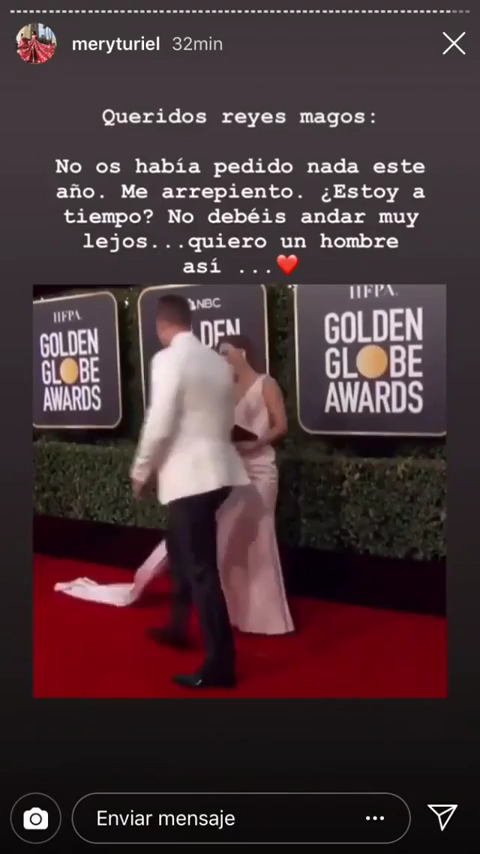 meryturiel 32min
Queridos reyes magos:
No os había pedido nada este
año. Me arrepiento. ¿Estoy a
tiempo? No debéis andar muy
lejos...quiero un hombre
así ...❤️
HFPA
GOLDEN
GLOBE
AWARDS
NBC
DEN
HFPA
GOLDEN
GLOBE
AWARDS
Enviar mensaje